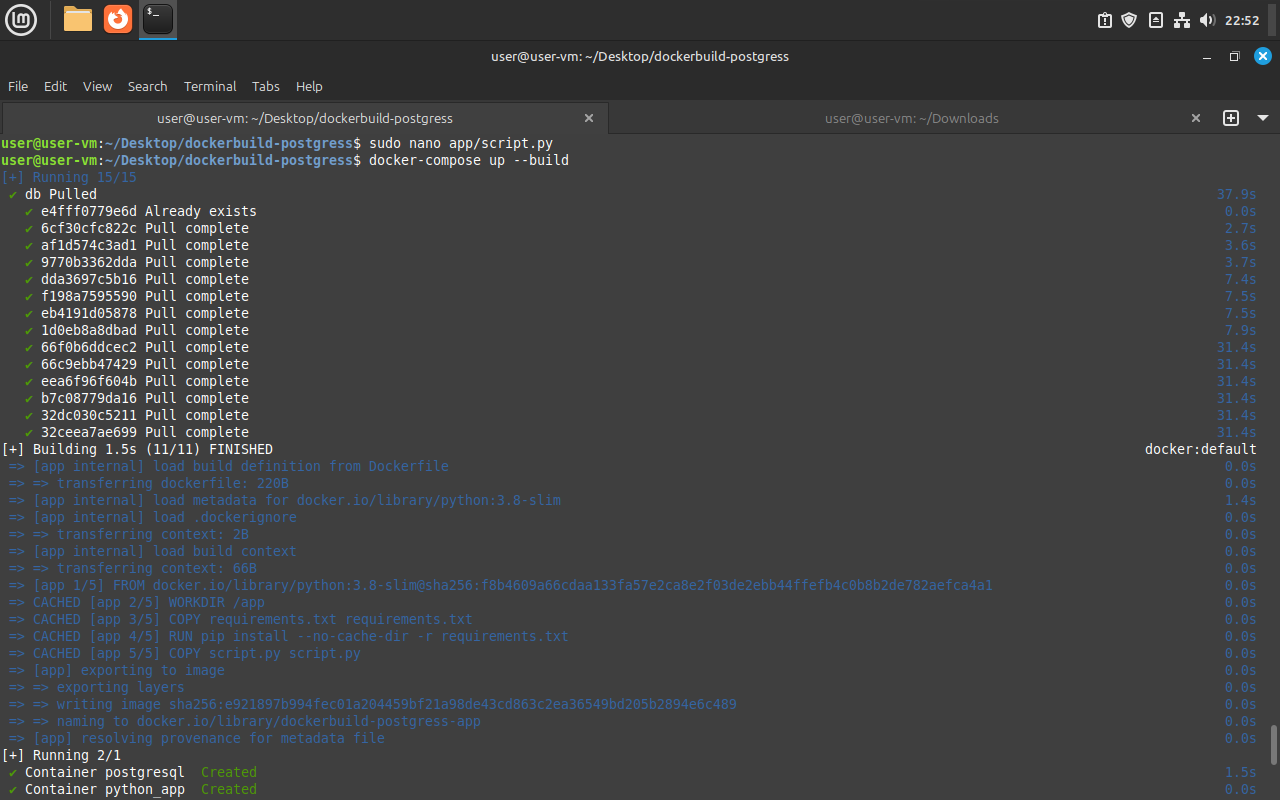 lm
$_
22:52
user@user-vm: ~/Desktop/dockerbuild-postgress
File Edit View Search Terminal Tabs Help
user@user-vm: ~/Desktop/dockerbuild-postgress
user@user-vm: ~/Downloads
user@user-vm:~/Desktop/dockerbuild-postgress$ sudo nano app/script.py
user@user-vm:~/Desktop/dockerbuild-postgress$ docker-compose up --build
[+] Running 15/15
✔ db Pulled 37.9s
✔ e4fff0779e6d Already exists 0.0s
✔ 6cf30cfc822c Pull complete 2.7s
✔ af1d574c3ad1 Pull complete 3.6s
✔ 9770b3362dda Pull complete 3.7s
✔ dda3697c5b16 Pull complete 7.4s
✔ f198a7595590 Pull complete 7.5s
✔ eb4191d05878 Pull complete 7.5s
✔ 1d0eb8a8dbad Pull complete 7.9s
✔ 66f0b6ddcec2 Pull complete 31.4s
✔ 66c9ebb47429 Pull complete 31.4s
✔ eea6f96f604b Pull complete 31.4s
✔ b7c08779da16 Pull complete 31.4s
✔ 32dc030c5211 Pull complete 31.4s
✔ 32ceea7ae699 Pull complete 31.4s
[+] Building 1.5s (11/11) FINISHED docker:default
=> [app internal] load build definition from Dockerfile 0.0s
=> => transferring dockerfile: 220B 0.0s
=> [app internal] load metadata for docker.io/library/python:3.8-slim 1.4s
=> [app internal] load .dockerignore 0.0s
=> => transferring context: 2B 0.0s
=> [app internal] load build context 0.0s
=> => transferring context: 66B 0.0s
=> [app 1/5] FROM docker.io/library/python:3.8-slim@sha256:f8b4609a66cdaa133fa57e2ca8e2f03de2ebb44ffefb4c0b8b2de782aefca4a1 0.0s
=> CACHED [app 2/5] WORKDIR /app 0.0s
=> CACHED [app 3/5] COPY requirements.txt requirements.txt 0.0s
=> CACHED [app 4/5] RUN pip install --no-cache-dir -r requirements.txt 0.0s
=> CACHED [app 5/5] COPY script.py script.py 0.0s
=> [app] exporting to image 0.0s
=> => exporting layers 0.0s
=> => writing image sha256:e921897b994fec01a204459bf21a98de43cd863c2ea36549bd205b2894e6c489 0.0s
=> => naming to docker.io/library/dockerbuild-postgress-app 0.0s
=> [app] resolving provenance for metadata file 0.0s
[+] Running 2/1
✔ Container postgresql Created 1.5s
✔ Container python_app Created 0.0s